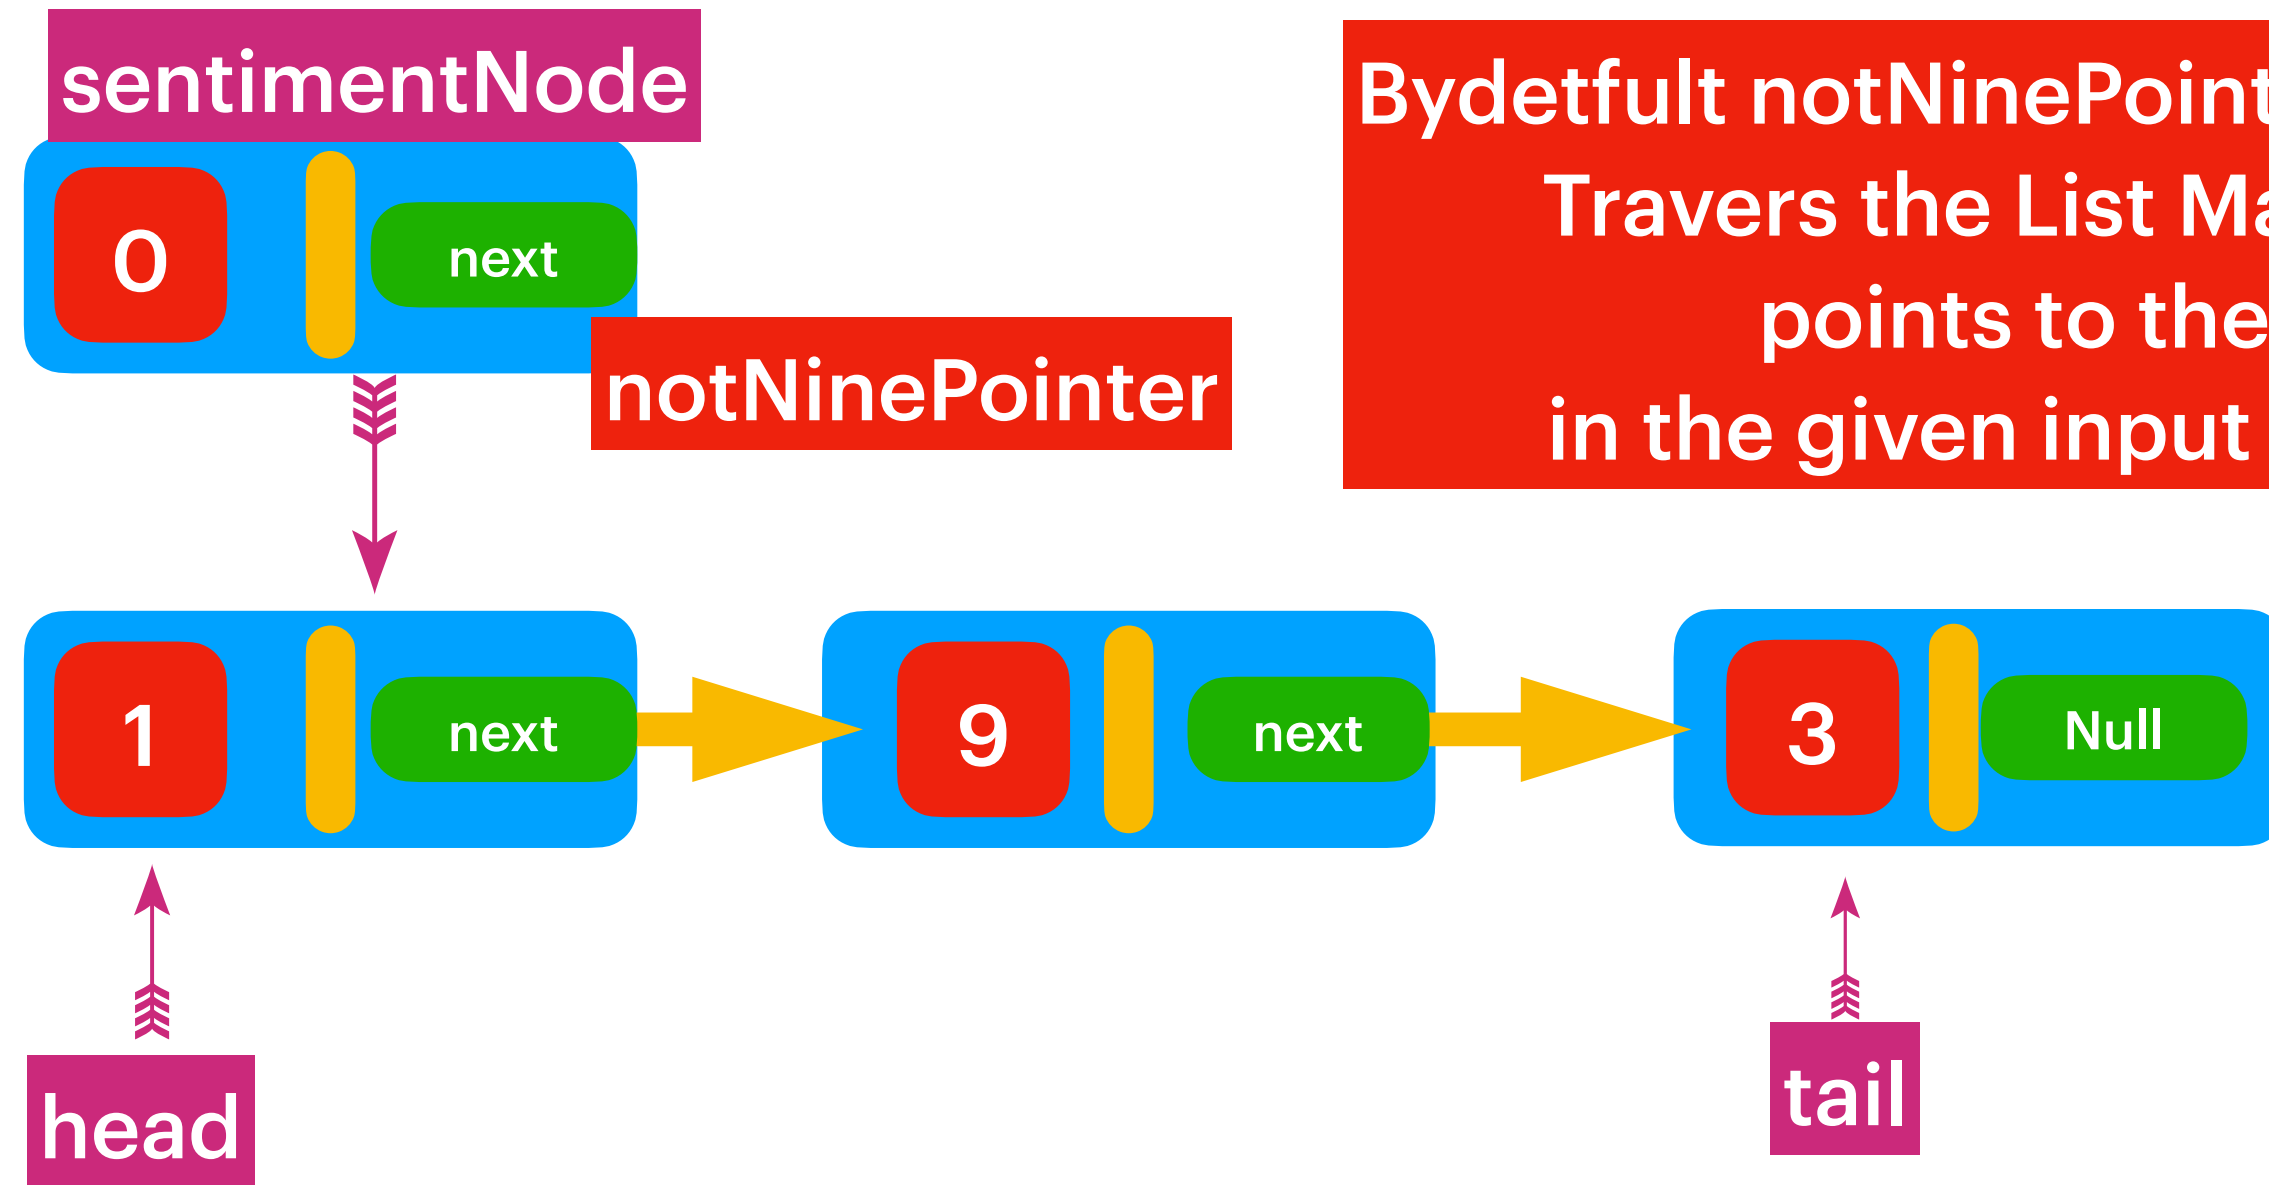 sentimentNode
Bydetfult notNinePoint
Travers the List Ma
points to the
in the given input
0
next
notNinePointer
1
next
9
next
3
Null
head
tail